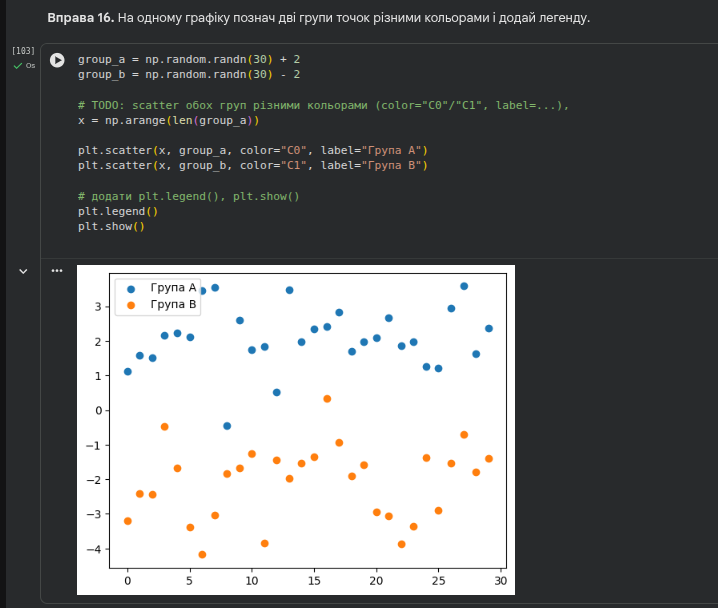 Вправа 16. На одному графіку познач дві групи точок різними кольорами і додай легенду.
[103]
0s
group_a = np.random.randn(30) + 2
group_b = np.random.randn(30) - 2
# TODO: scatter обох груп різними кольорами (color="C0"/"C1", label=...),
x = np.arange(len(group_a))
plt.scatter(x, group_a, color="C0", label="Група A")
plt.scatter(x, group_b, color="C1", label="Група B")
# додати plt.legend(), plt.show()
plt.legend()
plt.show()
Група A
Група B
3
2
1
0
−1
−2
−3
−4
0 5 10 15 20 25 30